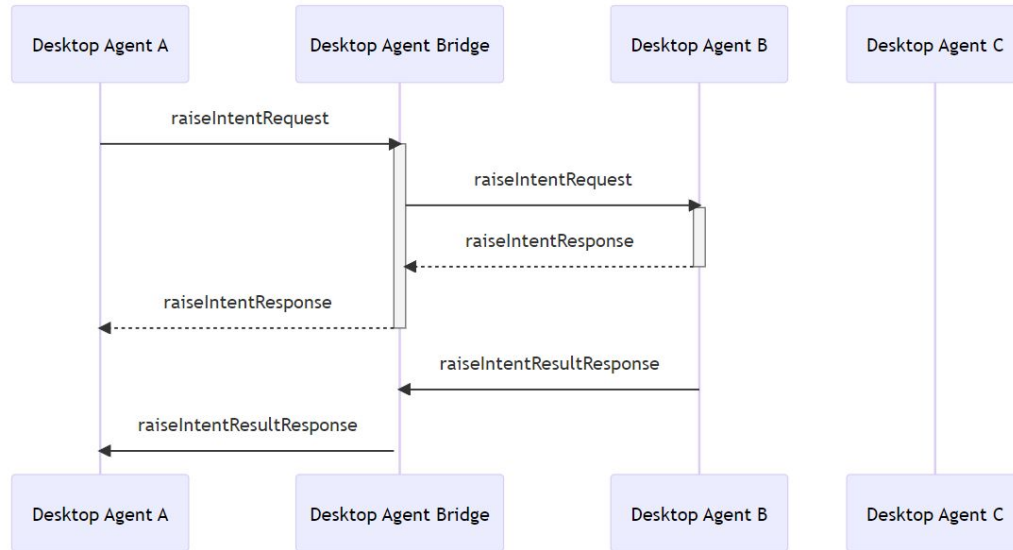 Desktop Agent A
Desktop Agent Bridge
Desktop Agent B
Desktop Agent C
raiseIntentRequest
raiseIntentRequest
raiseIntentResponse
raiseIntentResponse
raiseIntentResultResponse
raiseIntentResultResponse
Desktop Agent A
Desktop Agent Bridge
Desktop Agent B
Desktop Agent C